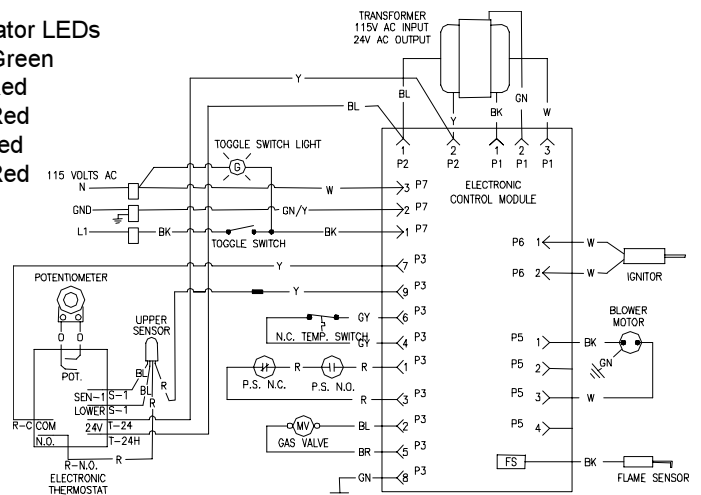 ator LEDs
Green
Red
Red
Red
Red
TRANSFORMER
115V AC INPUT
24V AC OUTPUT
Y
BL
BL
Y
BK
GN
W
1
P2
2
P2
1
P1
2
P1
3
P1
TOGGLE SWITCH LIGHT
G
115 VOLTS AC
N
W
3 P7
ELECTRONIC
CONTROL MODULE
GND
GN/Y
2 P7
L1
BK
BK
1 P7
TOGGLE SWITCH
Y
7 P3
P6 1
W
P6 2
W
IGNITOR
POTENTIOMETER
Y
9 P3
UPPER
SENSOR
GY
6 P3
N.C. TEMP. SWITCH
GY
4 P3
BLOWER
MOTOR
P5 1
BK
GN
P5 2
P5 3
W
P5 4
POT.
BL
BL
R
R
R
R
1 P3
P.S. N.C.
P.S. N.O.
R
3 P3
SEN-1 S-1
LOWER S-1
R-C COM
24V T-24
N.O.
T-24H
MV
BL
2 P3
GAS VALVE
BR
5 P3
R-N.O.
R
ELECTRONIC
THERMOSTAT
GN
8 P3
FS
BK
FLAME SENSOR